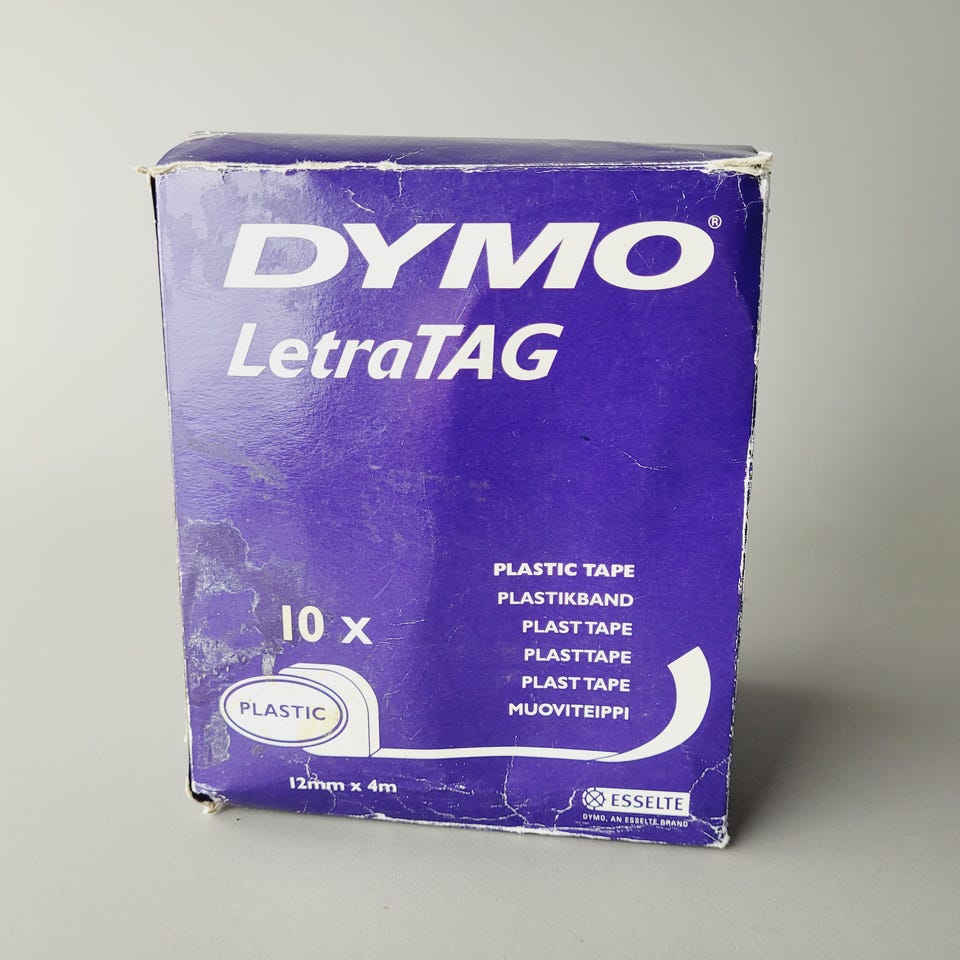 DYMO®
LetraTAG
PLASTIC TAPE
PLASTIKBAND
PLAST TAPE
PLASTTAPE
PLAST TAPE
MUOVITEIPPI
10 x
PLASTIC
12mm x 4m
ESSELTE
DYMO, AN ESSELTE BRAND